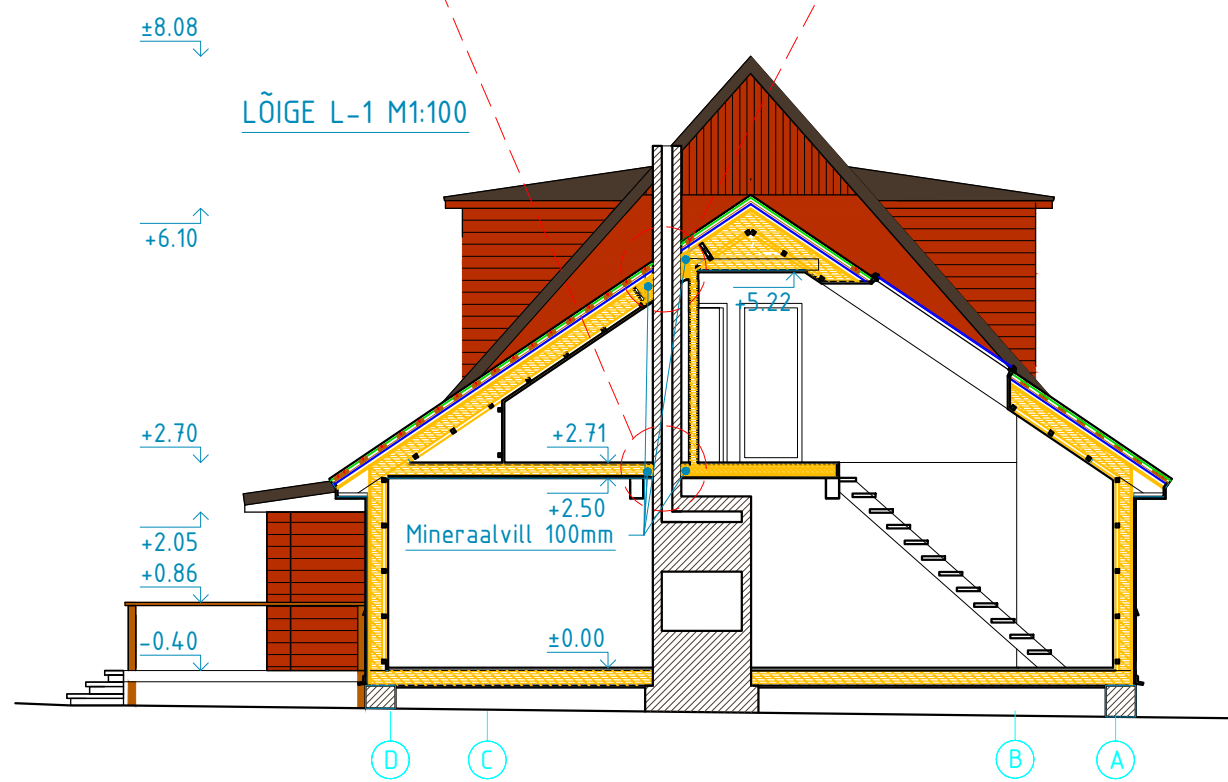 ±8.08
LÕIGE L-1 M1:100
+6.10
+5.22
+2.70
+2.71
+2.50
Mineraalvill 100mm
+2.05
+0.86
-0.40
±0.00
D
C
B
A